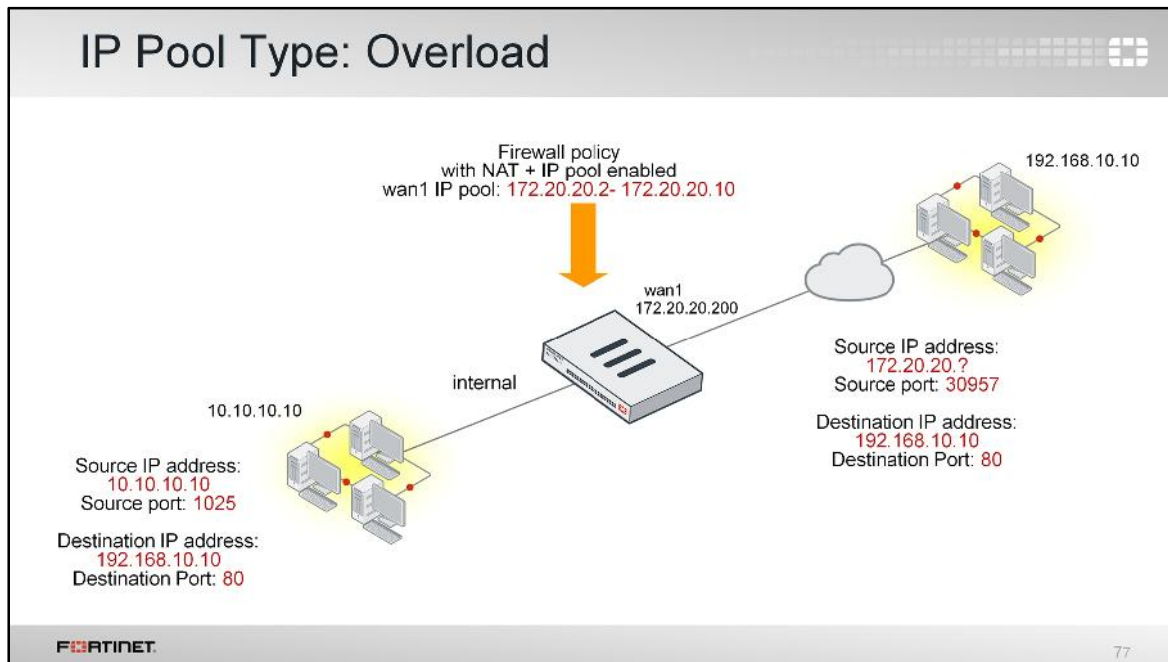 IP Pool Type: Overload
Firewall policy
with NAT + IP pool enabled
wan1 IP pool: 172.20.20.2- 172.20.20.10
192.168.10.10
wan1
172.20.20.200
internal
10.10.10.10
Source IP address:
10.10.10.10
Source port: 1025
Destination IP address:
192.168.10.10
Destination Port: 80
Source IP address:
172.20.20.?
Source port: 30957
Destination IP address:
192.168.10.10
Destination Port: 80
FORTINET
77